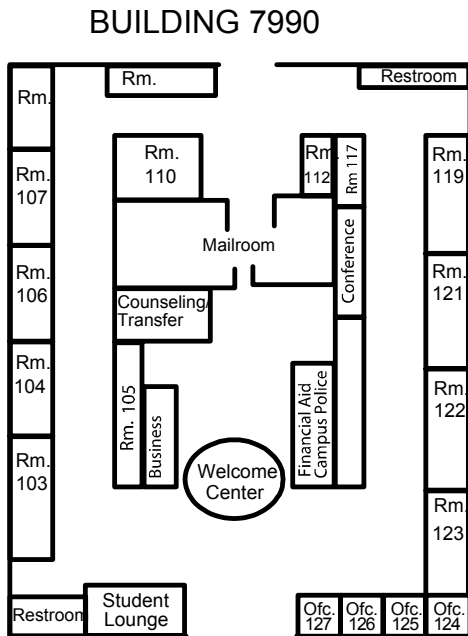 BUILDING 7990
Rm.
Restroom
Rm.
Rm.
110
Rm.
112
Rm 117
Rm.
119
Rm.
107
Mailroom
Conference
Rm.
106
Rm.
121
Counseling/
Transfer
Rm.
104
Rm. 105
Business
Financial Aid
Campus Police
Rm.
122
Rm.
103
Welcome
Center
Rm.
123
Restroom
Student
Lounge
Ofc.
127
Ofc.
126
Ofc.
125
Ofc.
124